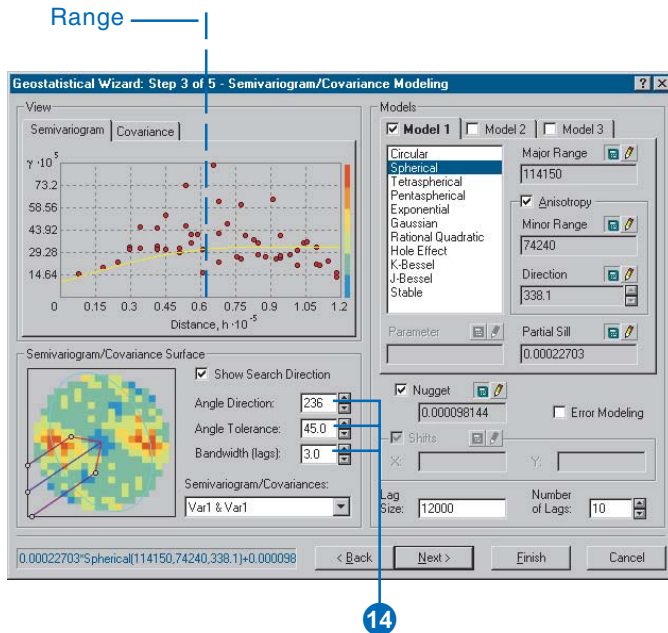 Range
Geostatistical Wizard: Step 3 of 5 - Semivariogram/Covariance Modeling
View
Semivariogram
Covariance
γ·10 5
73.2
58.56
43.92
29.28
14.64
0 0.15 0.3 0.45 0.6 0.75 0.9 1.05 1.2
Distance, h·10 -5
Semivariogram/Covariance Surface
Show Search Direction
Angle Direction: 236
Angle Tolerance: 45.0
Bandwidth (lags): 3.0
Semivariogram/Covariances:
Var1 & Var1
Models
Model 1 Model 2 Model 3
Circular
Spherical
Tetraspherical
Pentaspherical
Exponential
Gaussian
Rational Quadratic
Hole Effect
K-Bessel
J-Bessel
Stable
Major Range
114150
Anisotropy
Minor Range
74240
Direction
338.1
Parameter
Partial Sill
0.00022703
Nugget
0.000098144
Error Modeling
Shifts
X: Y:
Lag Size: 12000
Number of Lags: 10
0.00022703*Spherical(114150,74240,338.1)+0.000098
< Back Next > Finish Cancel
14